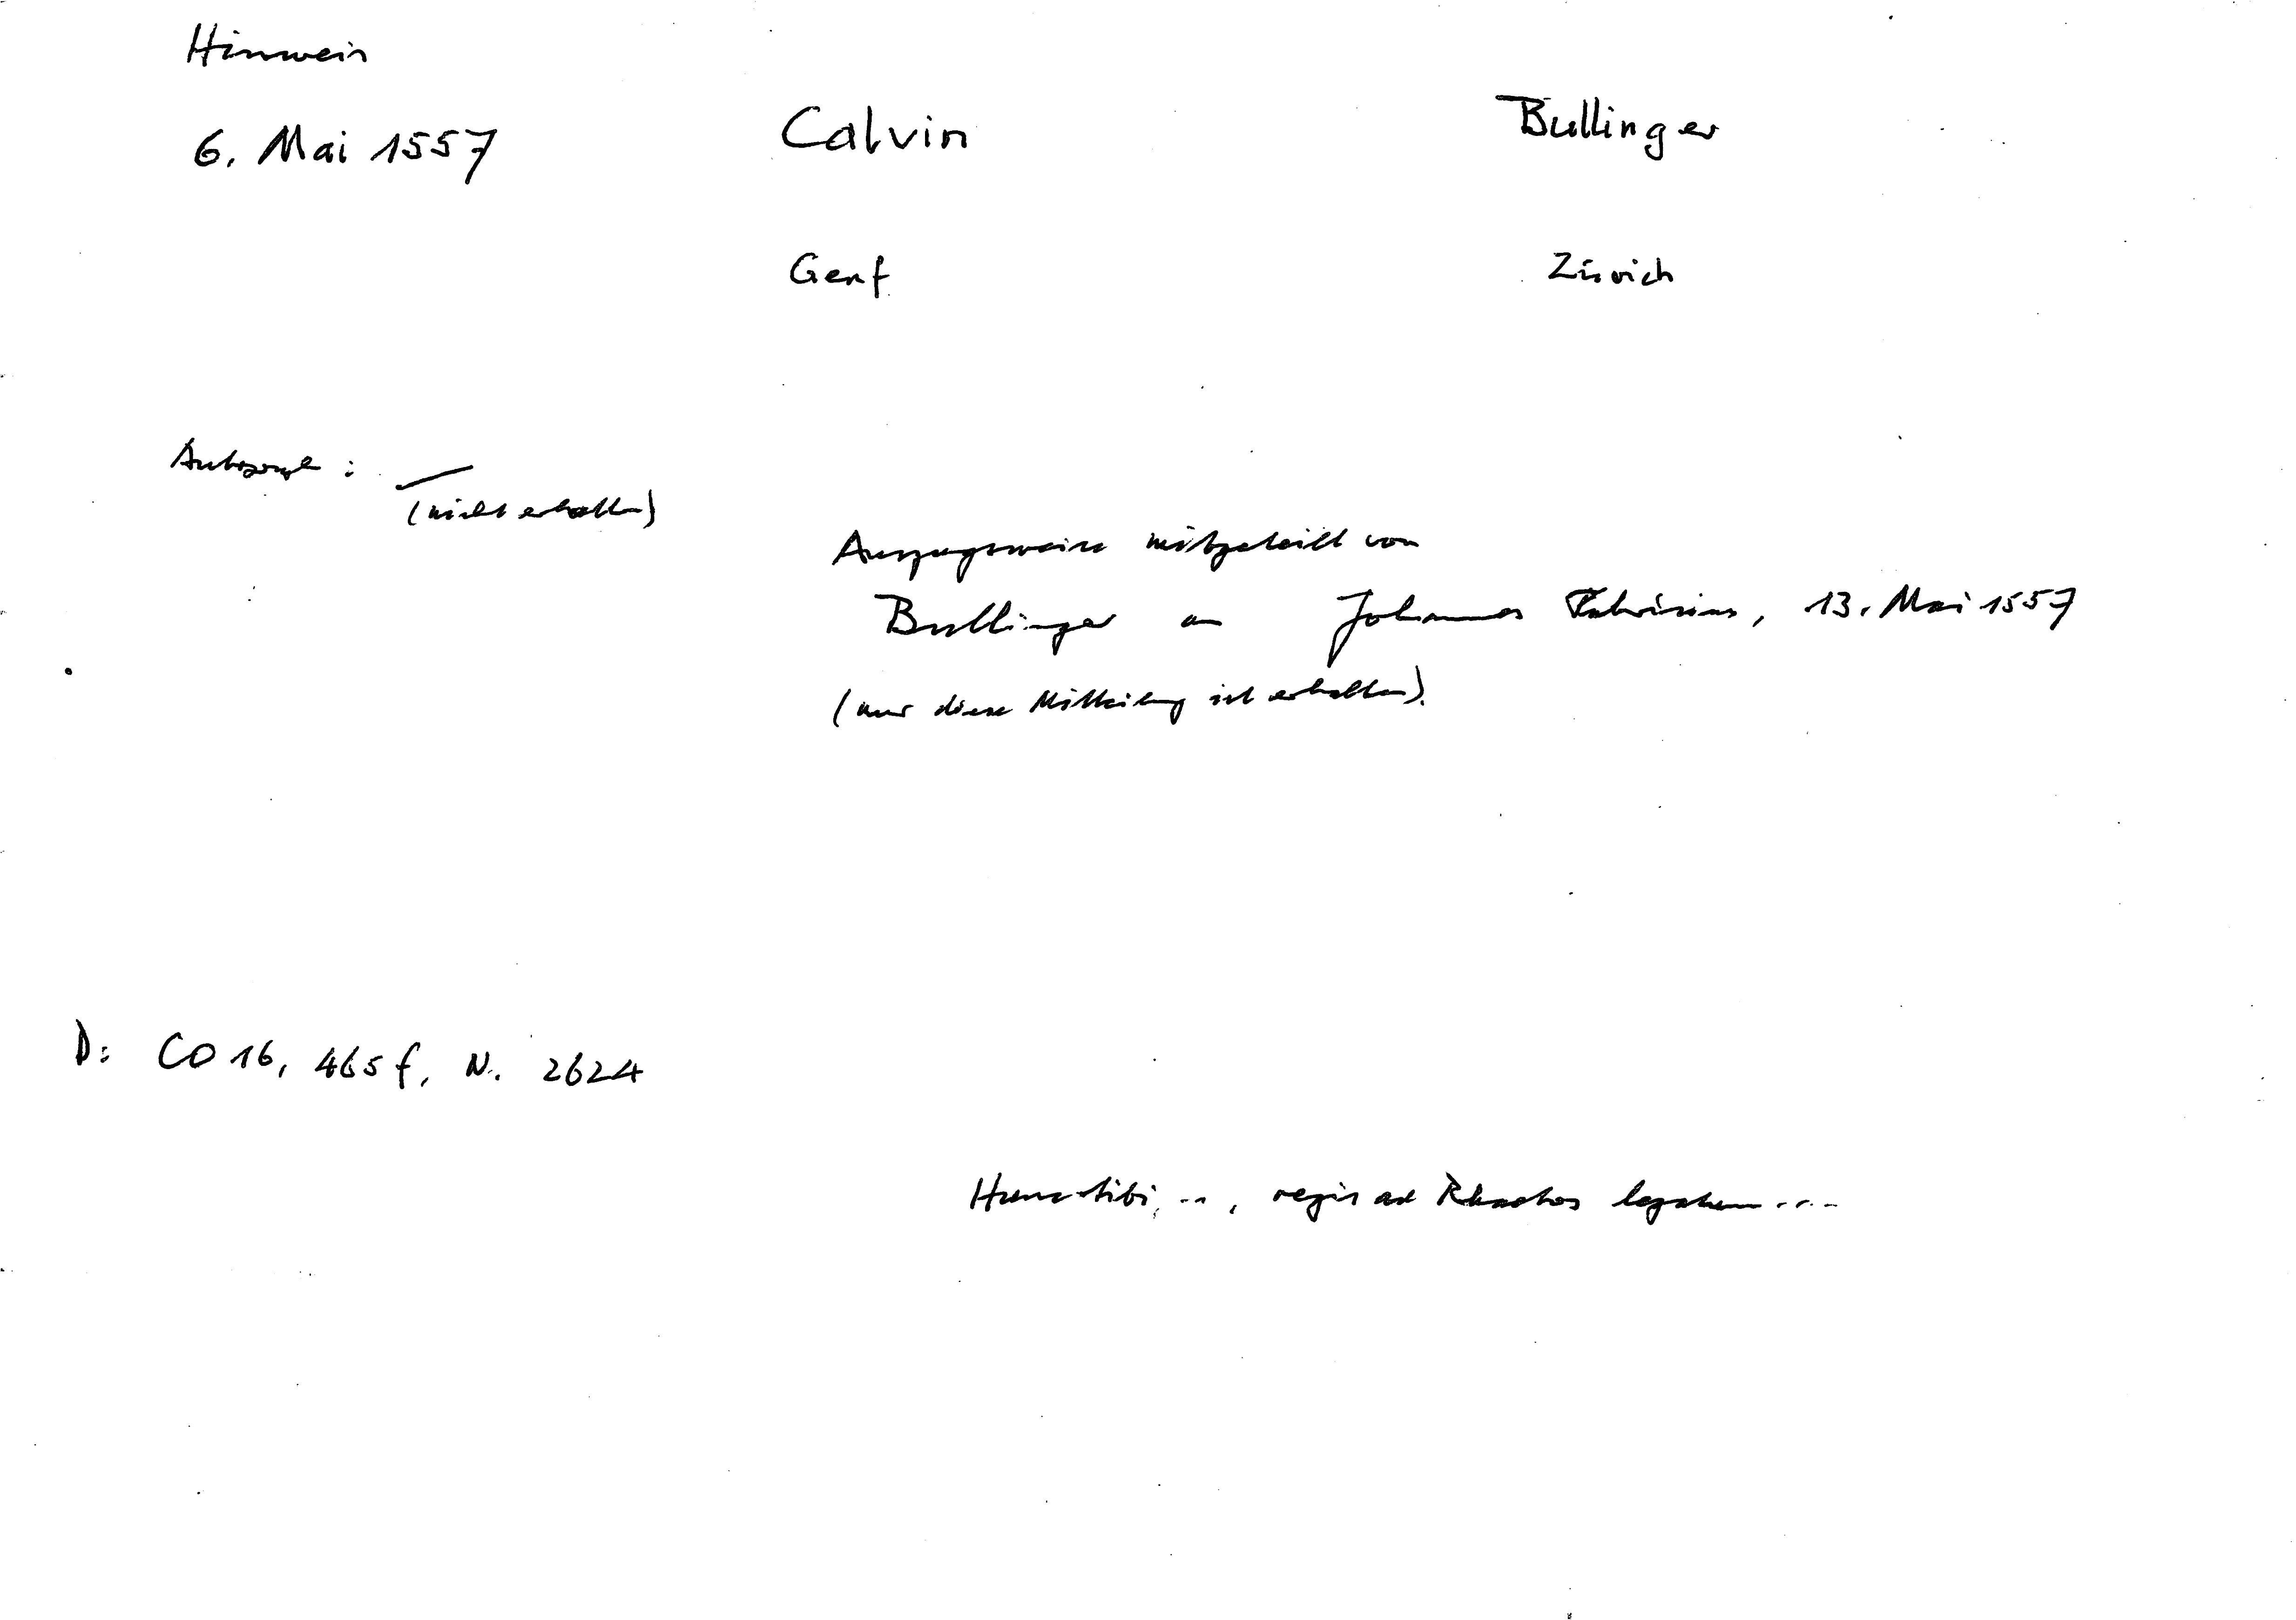 Hinweis
6. Mai 1557 Calvin Bullinger
Genf Zürich
Autograph : —
(nicht erhalten)
Auszugsweise mitgeteilt von
Bullinger an Johannes Fabricius, 13. Mai 1557
(nur diese Mitteilung ist erhalten).
D: CO 16, 465 f, N. 2624
Hunc tibi, .. , regis ad Rhaetos legatum ....